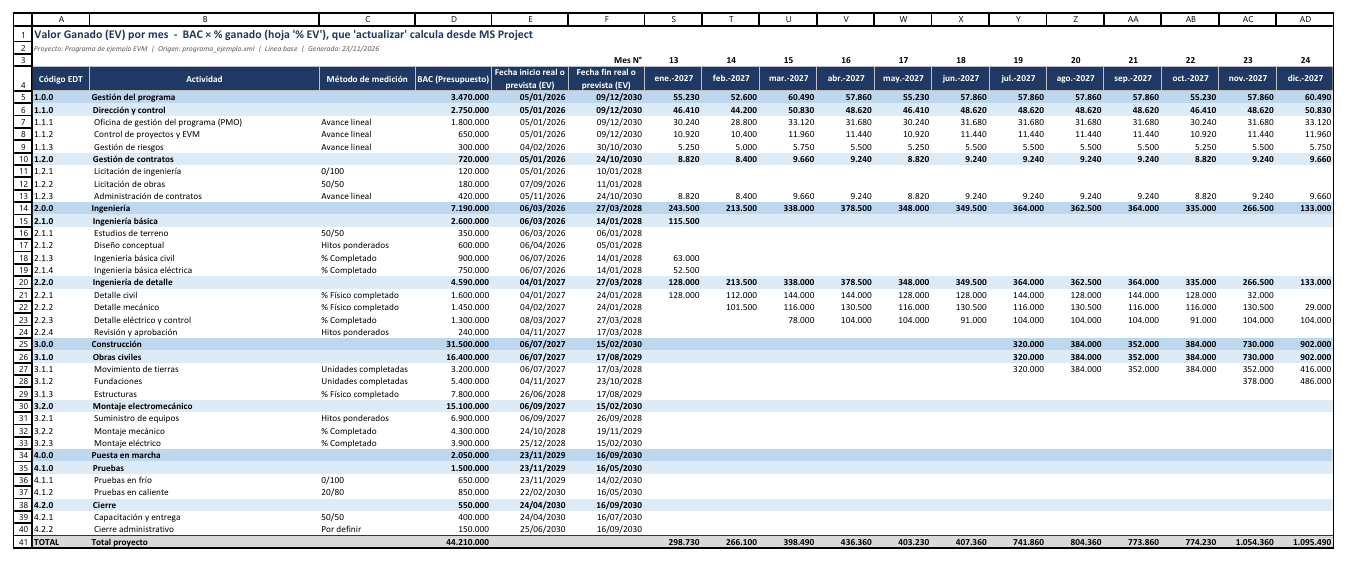 A B C D E F S T U V W X Y Z AA AB AC AD
1 Valor Ganado (EV) por mes - BAC × % ganado (hoja '% EV'), que 'actualizar' calcula desde MS Project
2 Proyecto: Programa de ejemplo EVM | Origen: programa_ejemplo.xml | Línea base | Generado: 23/11/2026
3 Mes N° 13 14 15 16 17 18 19 20 21 22 23 24
4 Código EDT Actividad Método de medición BAC (Presupuesto) Fecha inicio real o prevista (EV) Fecha fin real o prevista (EV) ene.-2027 feb.-2027 mar.-2027 abr.-2027 may.-2027 jun.-2027 jul.-2027 ago.-2027 sep.-2027 oct.-2027 nov.-2027 dic.-2027
5 1.0.0 Gestión del programa 3.470.000 05/01/2026 09/12/2030 55.230 52.600 60.490 57.860 55.230 57.860 57.860 57.860 57.860 55.230 57.860 60.490
6 1.1.0 Dirección y control 2.750.000 05/01/2026 09/12/2030 46.410 44.200 50.830 48.620 46.410 48.620 48.620 48.620 48.620 46.410 48.620 50.830
7 1.1.1 Oficina de gestión del programa (PMO) Avance lineal 1.800.000 05/01/2026 09/12/2030 30.240 28.800 33.120 31.680 30.240 31.680 31.680 31.680 31.680 30.240 31.680 33.120
8 1.1.2 Control de proyectos y EVM Avance lineal 650.000 05/01/2026 09/12/2030 10.920 10.400 11.960 11.440 10.920 11.440 11.440 11.440 11.440 10.920 11.440 11.960
9 1.1.3 Gestión de riesgos Avance lineal 300.000 04/02/2026 30/10/2030 5.250 5.000 5.750 5.500 5.250 5.500 5.500 5.500 5.500 5.250 5.500 5.750
10 1.2.0 Gestión de contratos 720.000 05/01/2026 24/10/2030 8.820 8.400 9.660 9.240 8.820 9.240 9.240 9.240 9.240 8.820 9.240 9.660
11 1.2.1 Licitación de ingeniería 0/100 120.000 05/01/2026 10/01/2028
12 1.2.2 Licitación de obras 50/50 180.000 07/09/2026 11/01/2028
13 1.2.3 Administración de contratos Avance lineal 420.000 05/11/2026 24/10/2030 8.820 8.400 9.660 9.240 8.820 9.240 9.240 9.240 9.240 8.820 9.240 9.660
14 2.0.0 Ingeniería 7.190.000 06/03/2026 27/03/2028 243.500 213.500 338.000 378.500 348.000 349.500 364.000 362.500 364.000 335.000 266.500 133.000
15 2.1.0 Ingeniería básica 2.600.000 06/03/2026 14/01/2028 115.500
16 2.1.1 Estudios de terreno 50/50 350.000 06/03/2026 06/01/2028
17 2.1.2 Diseño conceptual Hitos ponderados 600.000 06/04/2026 05/01/2028
18 2.1.3 Ingeniería básica civil % Completado 900.000 06/07/2026 14/01/2028 63.000
19 2.1.4 Ingeniería básica eléctrica % Completado 750.000 06/07/2026 14/01/2028 52.500
20 2.2.0 Ingeniería de detalle 4.590.000 04/01/2027 27/03/2028 128.000 213.500 338.000 378.500 348.000 349.500 364.000 362.500 364.000 335.000 266.500 133.000
21 2.2.1 Detalle civil % Físico completado 1.600.000 04/01/2027 24/01/2028 128.000 112.000 144.000 144.000 128.000 128.000 144.000 128.000 144.000 128.000 32.000
22 2.2.2 Detalle mecánico % Físico completado 1.450.000 04/02/2027 24/01/2028 101.500 116.000 130.500 116.000 130.500 116.000 130.500 116.000 116.000 130.500 29.000
23 2.2.3 Detalle eléctrico y control % Completado 1.300.000 08/03/2027 27/03/2028 78.000 104.000 104.000 91.000 104.000 104.000 104.000 91.000 104.000 104.000
24 2.2.4 Revisión y aprobación Hitos ponderados 240.000 04/11/2027 17/03/2028
25 3.0.0 Construcción 31.500.000 06/07/2027 15/02/2030 320.000 384.000 352.000 384.000 730.000 902.000
26 3.1.0 Obras civiles 16.400.000 06/07/2027 17/08/2029 320.000 384.000 352.000 384.000 730.000 902.000
27 3.1.1 Movimiento de tierras Unidades completadas 3.200.000 06/07/2027 17/03/2028 320.000 384.000 352.000 384.000 352.000 416.000
28 3.1.2 Fundaciones Unidades completadas 5.400.000 04/11/2027 23/10/2028 378.000 486.000
29 3.1.3 Estructuras % Físico completado 7.800.000 26/06/2028 17/08/2029
30 3.2.0 Montaje electromecánico 15.100.000 06/09/2027 15/02/2030
31 3.2.1 Suministro de equipos Hitos ponderados 6.900.000 06/09/2027 26/09/2028
32 3.2.2 Montaje mecánico % Completado 4.300.000 24/10/2028 19/11/2029
33 3.2.3 Montaje eléctrico % Completado 3.900.000 25/12/2028 15/02/2030
34 4.0.0 Puesta en marcha 2.050.000 23/11/2029 16/09/2030
35 4.1.0 Pruebas 1.500.000 23/11/2029 16/05/2030
36 4.1.1 Pruebas en frío 0/100 650.000 23/11/2029 14/02/2030
37 4.1.2 Pruebas en caliente 20/80 850.000 22/02/2030 16/05/2030
38 4.2.0 Cierre 550.000 24/04/2030 16/09/2030
39 4.2.1 Capacitación y entrega 50/50 400.000 24/04/2030 16/07/2030
40 4.2.2 Cierre administrativo Por definir 150.000 25/06/2030 16/09/2030
41 TOTAL Total proyecto 44.210.000 298.730 266.100 398.490 436.360 403.230 407.360 741.860 804.360 773.860 774.230 1.054.360 1.095.490